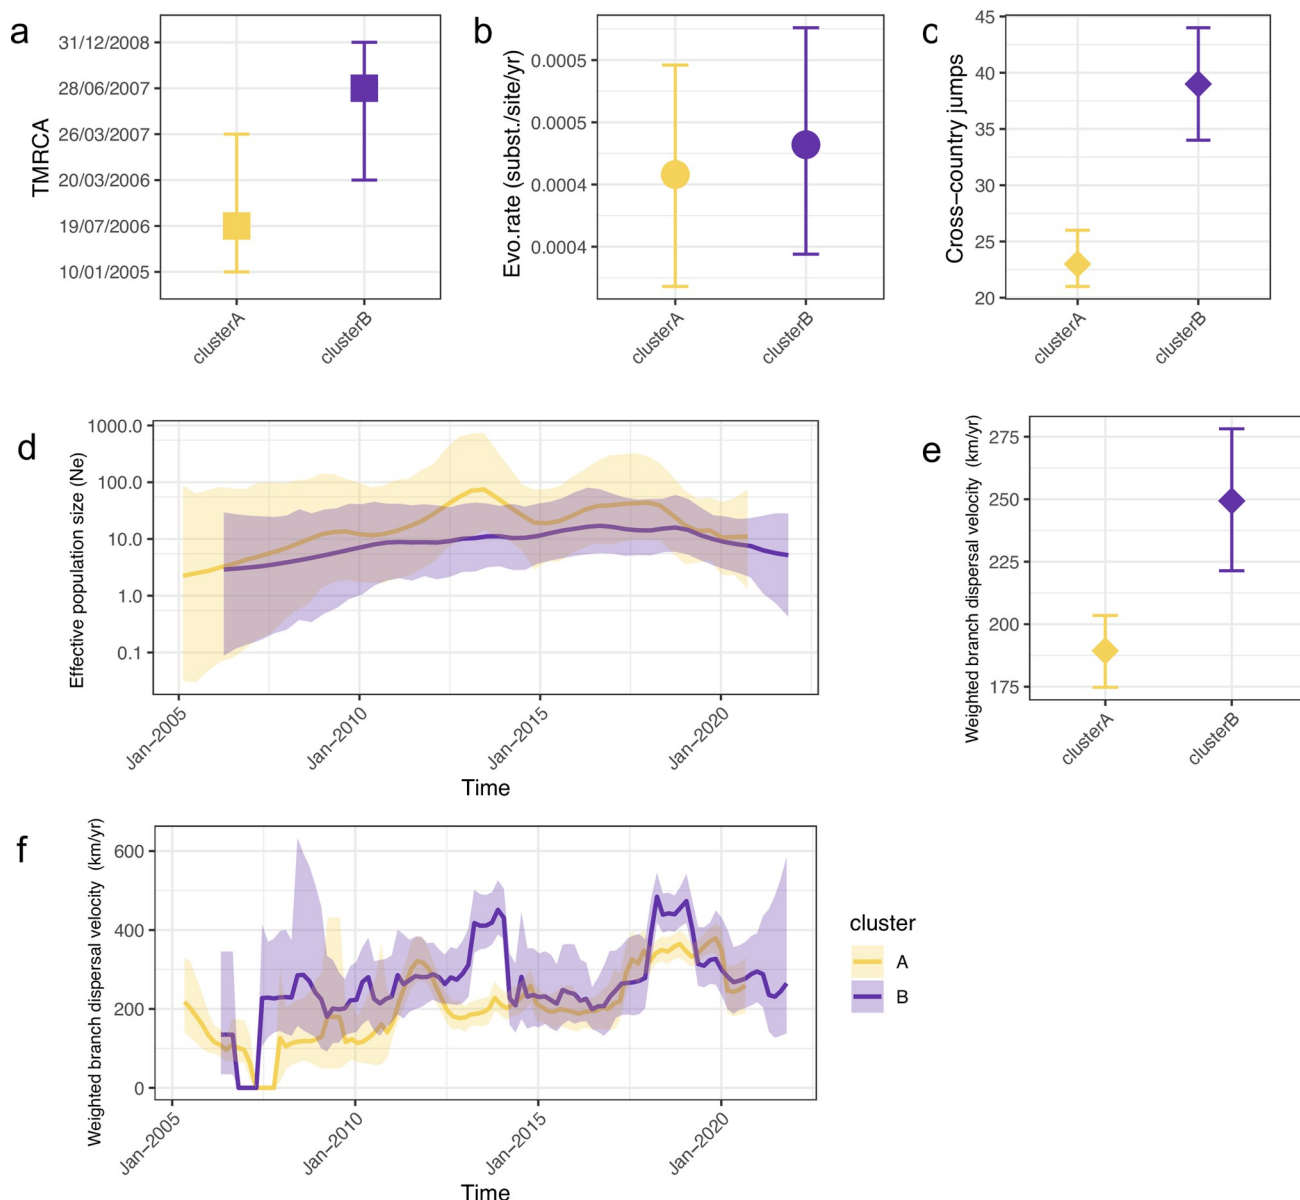 a
TMRCA
31/12/2008
28/06/2007
26/03/2007
20/03/2006
19/07/2006
10/01/2005
clusterA
clusterB
b
Evo.rate (subst./site/yr)
0.0005
0.0005
0.0004
0.0004
clusterA
clusterB
c
Cross−country jumps
45
40
35
30
25
20
clusterA
clusterB
d
Effective population size (Ne)
1000.0
100.0
10.0
1.0
0.1
Jan−2005
Jan−2010
Jan−2015
Jan−2020
Time
e
Weighted branch dispersal velocity (km/yr)
275
250
225
200
175
clusterA
clusterB
f
Weighted branch dispersal velocity (km/yr)
600
400
200
0
Jan−2005
Jan−2010
Jan−2015
Jan−2020
Time
cluster
A
B